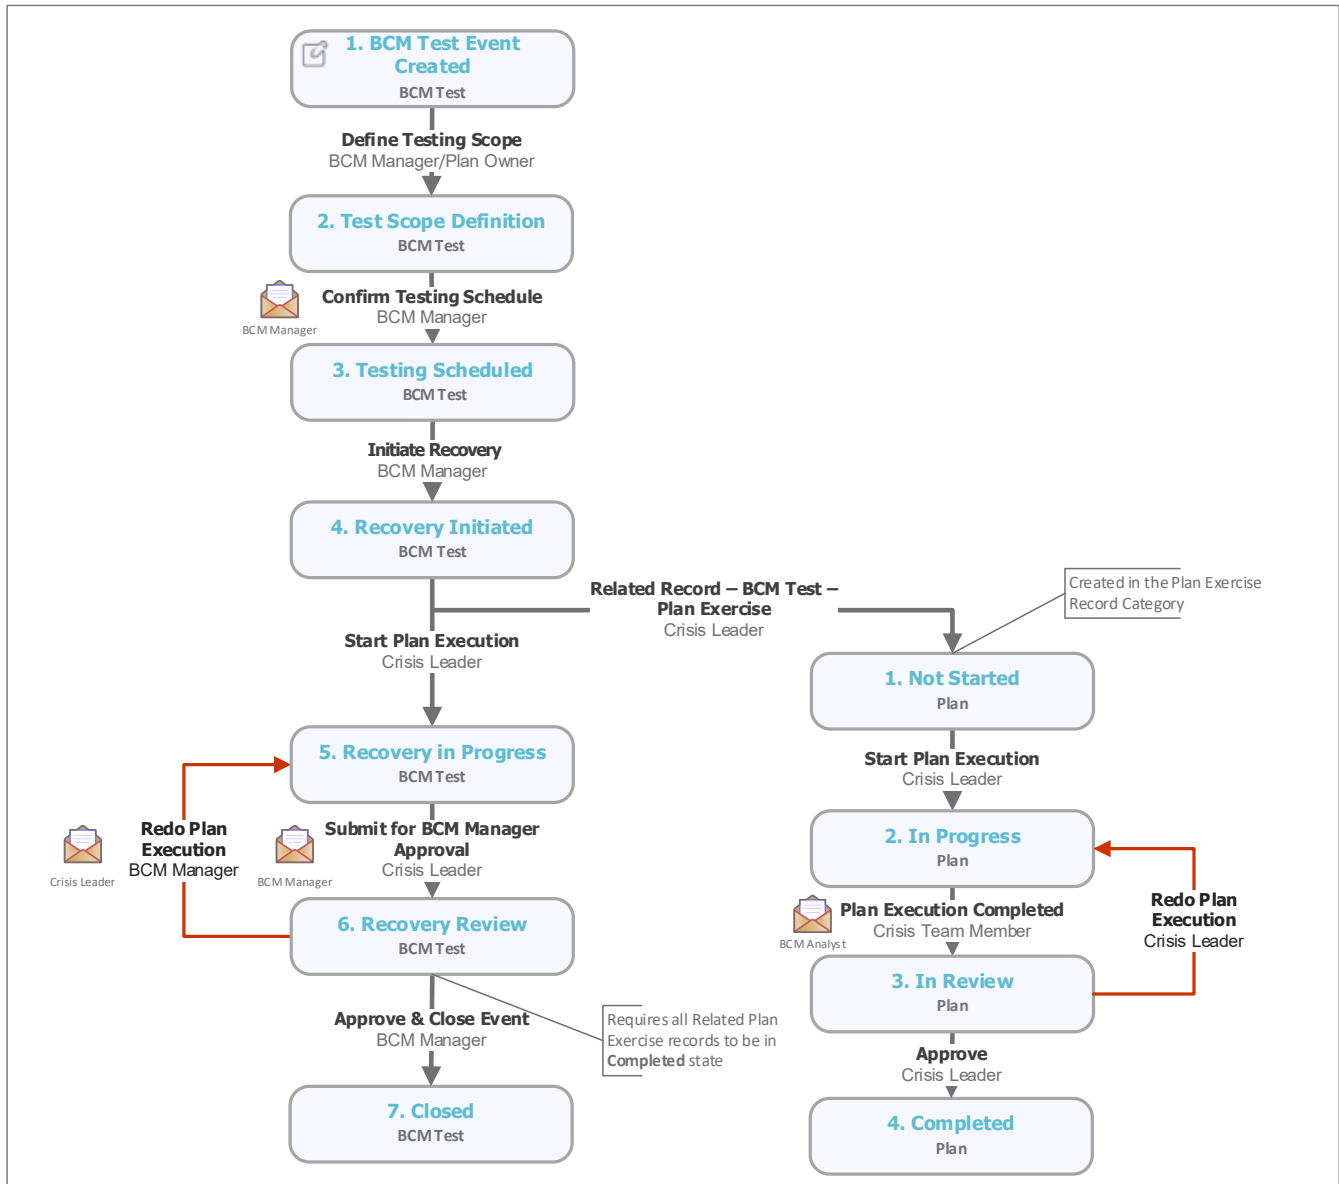 1. BCM Test Event
Created
BCM Test
Define Testing Scope
BCM Manager/Plan Owner
2. Test Scope Definition
BCM Test
BCM Manager
Confirm Testing Schedule
BCM Manager
3. Testing Scheduled
BCM Test
Initiate Recovery
BCM Manager
4. Recovery Initiated
BCM Test
Related Record – BCM Test –
Plan Exercise
Crisis Leader
Created in the Plan Exercise
Record Category
Start Plan Execution
Crisis Leader
1. Not Started
Plan
5. Recovery in Progress
BCM Test
Start Plan Execution
Crisis Leader
Crisis Leader
Redo Plan
Execution
BCM Manager
BCM Manager
Submit for BCM Manager
Approval
Crisis Leader
2. In Progress
Plan
6. Recovery Review
BCM Test
BCM Analyst
Plan Execution Completed
Crisis Team Member
Redo Plan
Execution
Crisis Leader
3. In Review
Plan
Approve & Close Event
BCM Manager
Requires all Related Plan
Exercise records to be in
Completed state
Approve
Crisis Leader
7. Closed
BCM Test
4. Completed
Plan